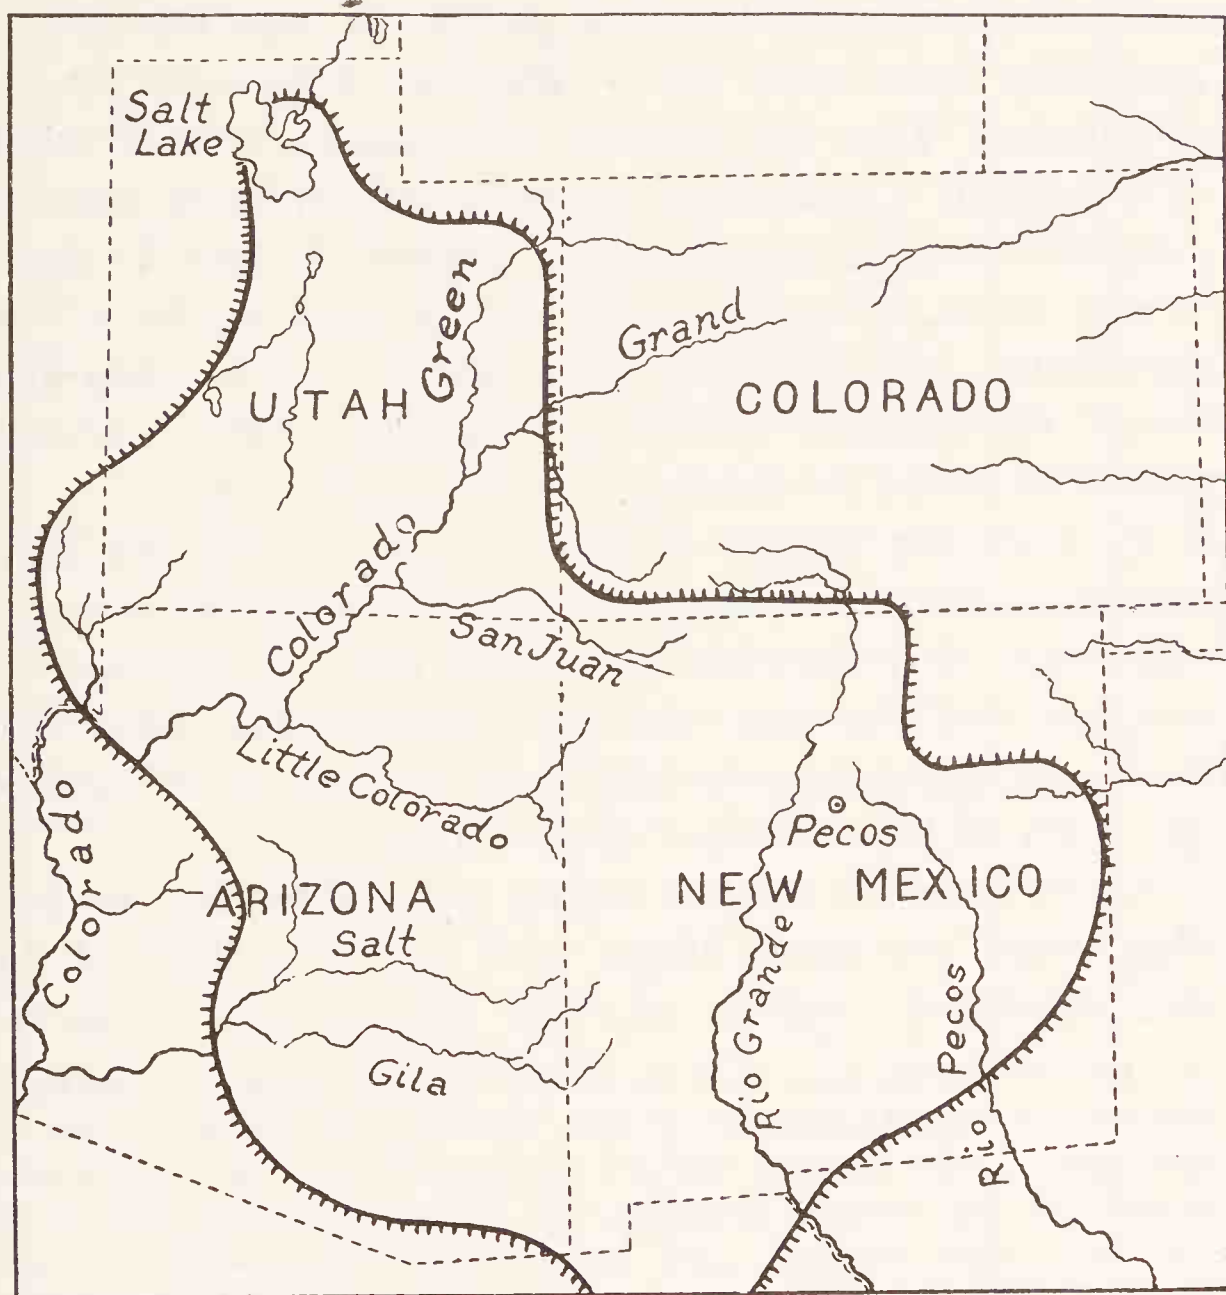 Salt
Lake
Green
Grand
UTAH
COLORADO
Colorado
San Juan
Little Colorado
Colorado
Pecos
ARIZONA
NEW MEXICO
Salt
Rio Grande
Pecos
Rio
Gila